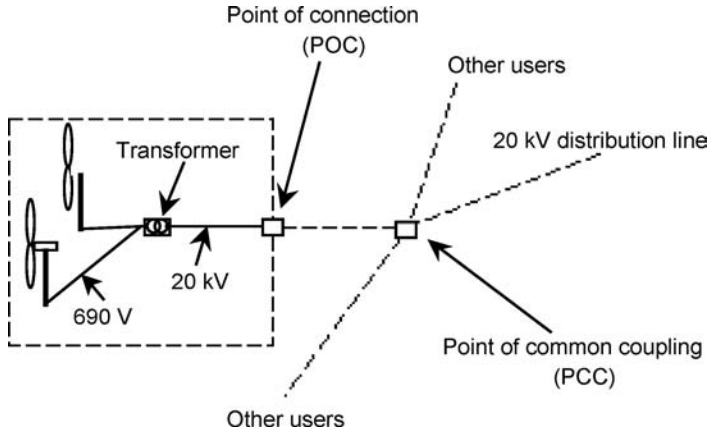 Point of connection
(POC)
Other users
20 kV distribution line
Transformer
20 kV
690 V
Point of common coupling
(PCC)
Other users